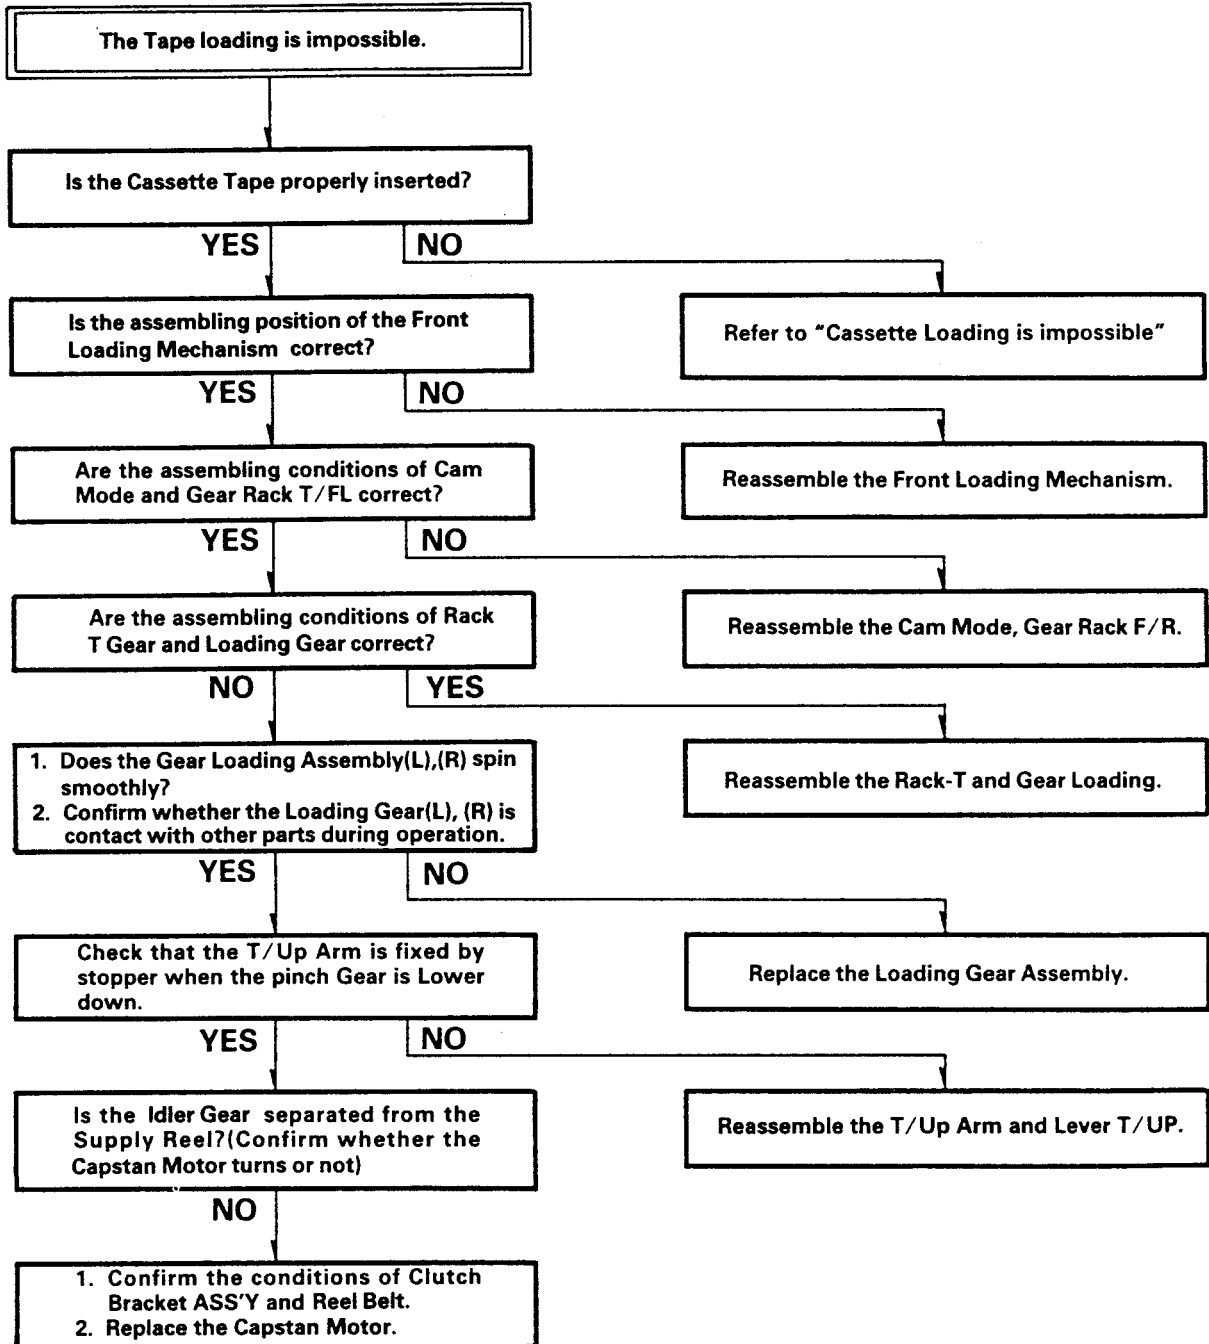 The Tape loading is impossible.
Is the Cassette Tape properly inserted?
YES
NO
Is the assembling position of the Front
Loading Mechanism correct?
Refer to "Cassette Loading is impossible"
YES
NO
Are the assembling conditions of Cam
Mode and Gear Rack T/FL correct?
Reassemble the Front Loading Mechanism.
YES
NO
Are the assembling conditions of Rack
T Gear and Loading Gear correct?
Reassemble the Cam Mode, Gear Rack F/R.
NO
YES
1. Does the Gear Loading Assembly(L),(R) spin
smoothly?
2. Confirm whether the Loading Gear(L), (R) is
contact with other parts during operation.
Reassemble the Rack-T and Gear Loading.
YES
NO
Check that the T/Up Arm is fixed by
stopper when the pinch Gear is Lower
down.
Replace the Loading Gear Assembly.
YES
NO
Is the Idler Gear separated from the
Supply Reel?(Confirm whether the
Capstan Motor turns or not)
Reassemble the T/Up Arm and Lever T/UP.
NO
1. Confirm the conditions of Clutch
Bracket ASS'Y and Reel Belt.
2. Replace the Capstan Motor.